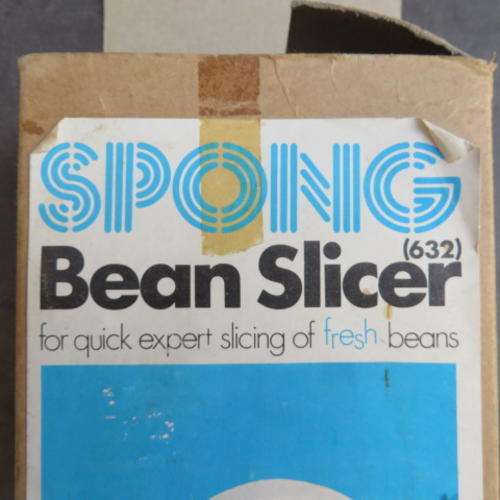 SPONG
(632)
Bean Slicer
for quick expert slicing of fresh beans